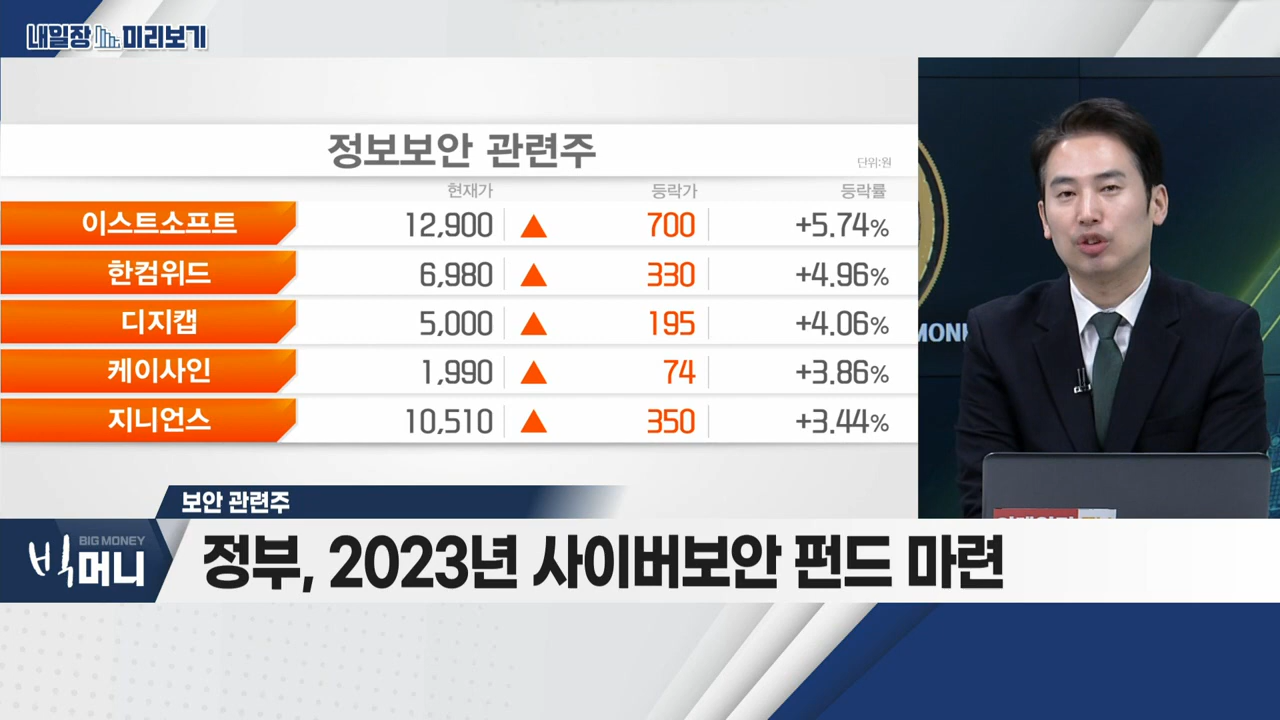 내일장 미리보기
정보보안 관련주
단위:원
현재가 등락가 등락률
이스트소프트 12,900 ▲ 700 +5.74%
한컴위드 6,980 ▲ 330 +4.96%
디지캡 5,000 ▲ 195 +4.06%
케이사인 1,990 ▲ 74 +3.86%
지니언스 10,510 ▲ 350 +3.44%
보안 관련주
BIG MONEY
빅머니
정부, 2023년 사이버보안 펀드 마련